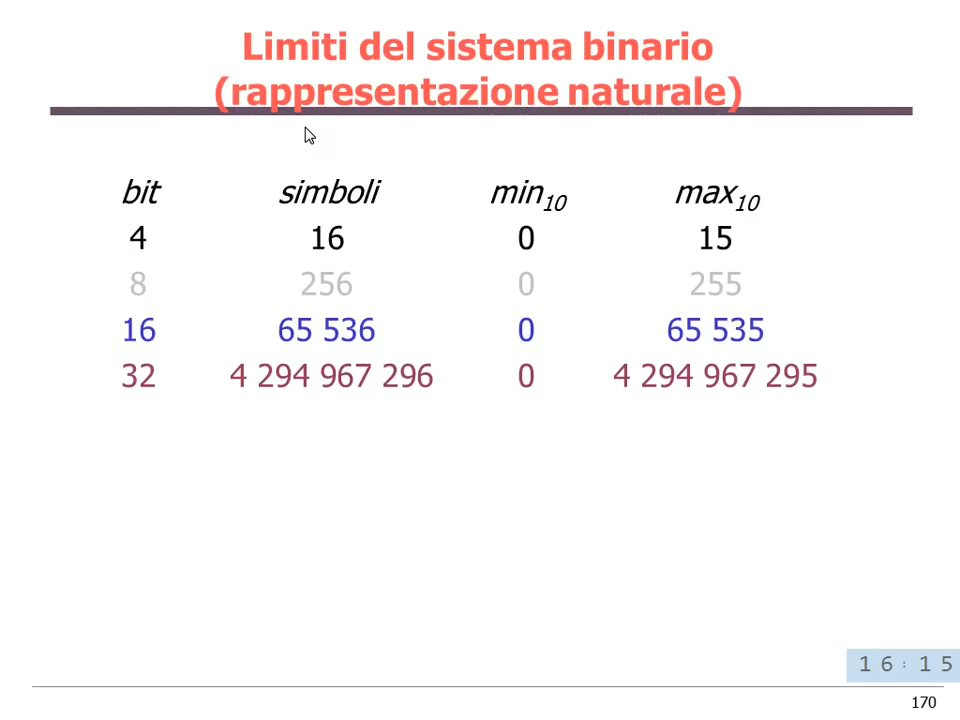 Limiti del sistema binario
(rappresentazione naturale)
bit simboli min10 max10
4 16 0 15
8 256 0 255
16 65 536 0 65 535
32 4 294 967 296 0 4 294 967 295
16:15
170